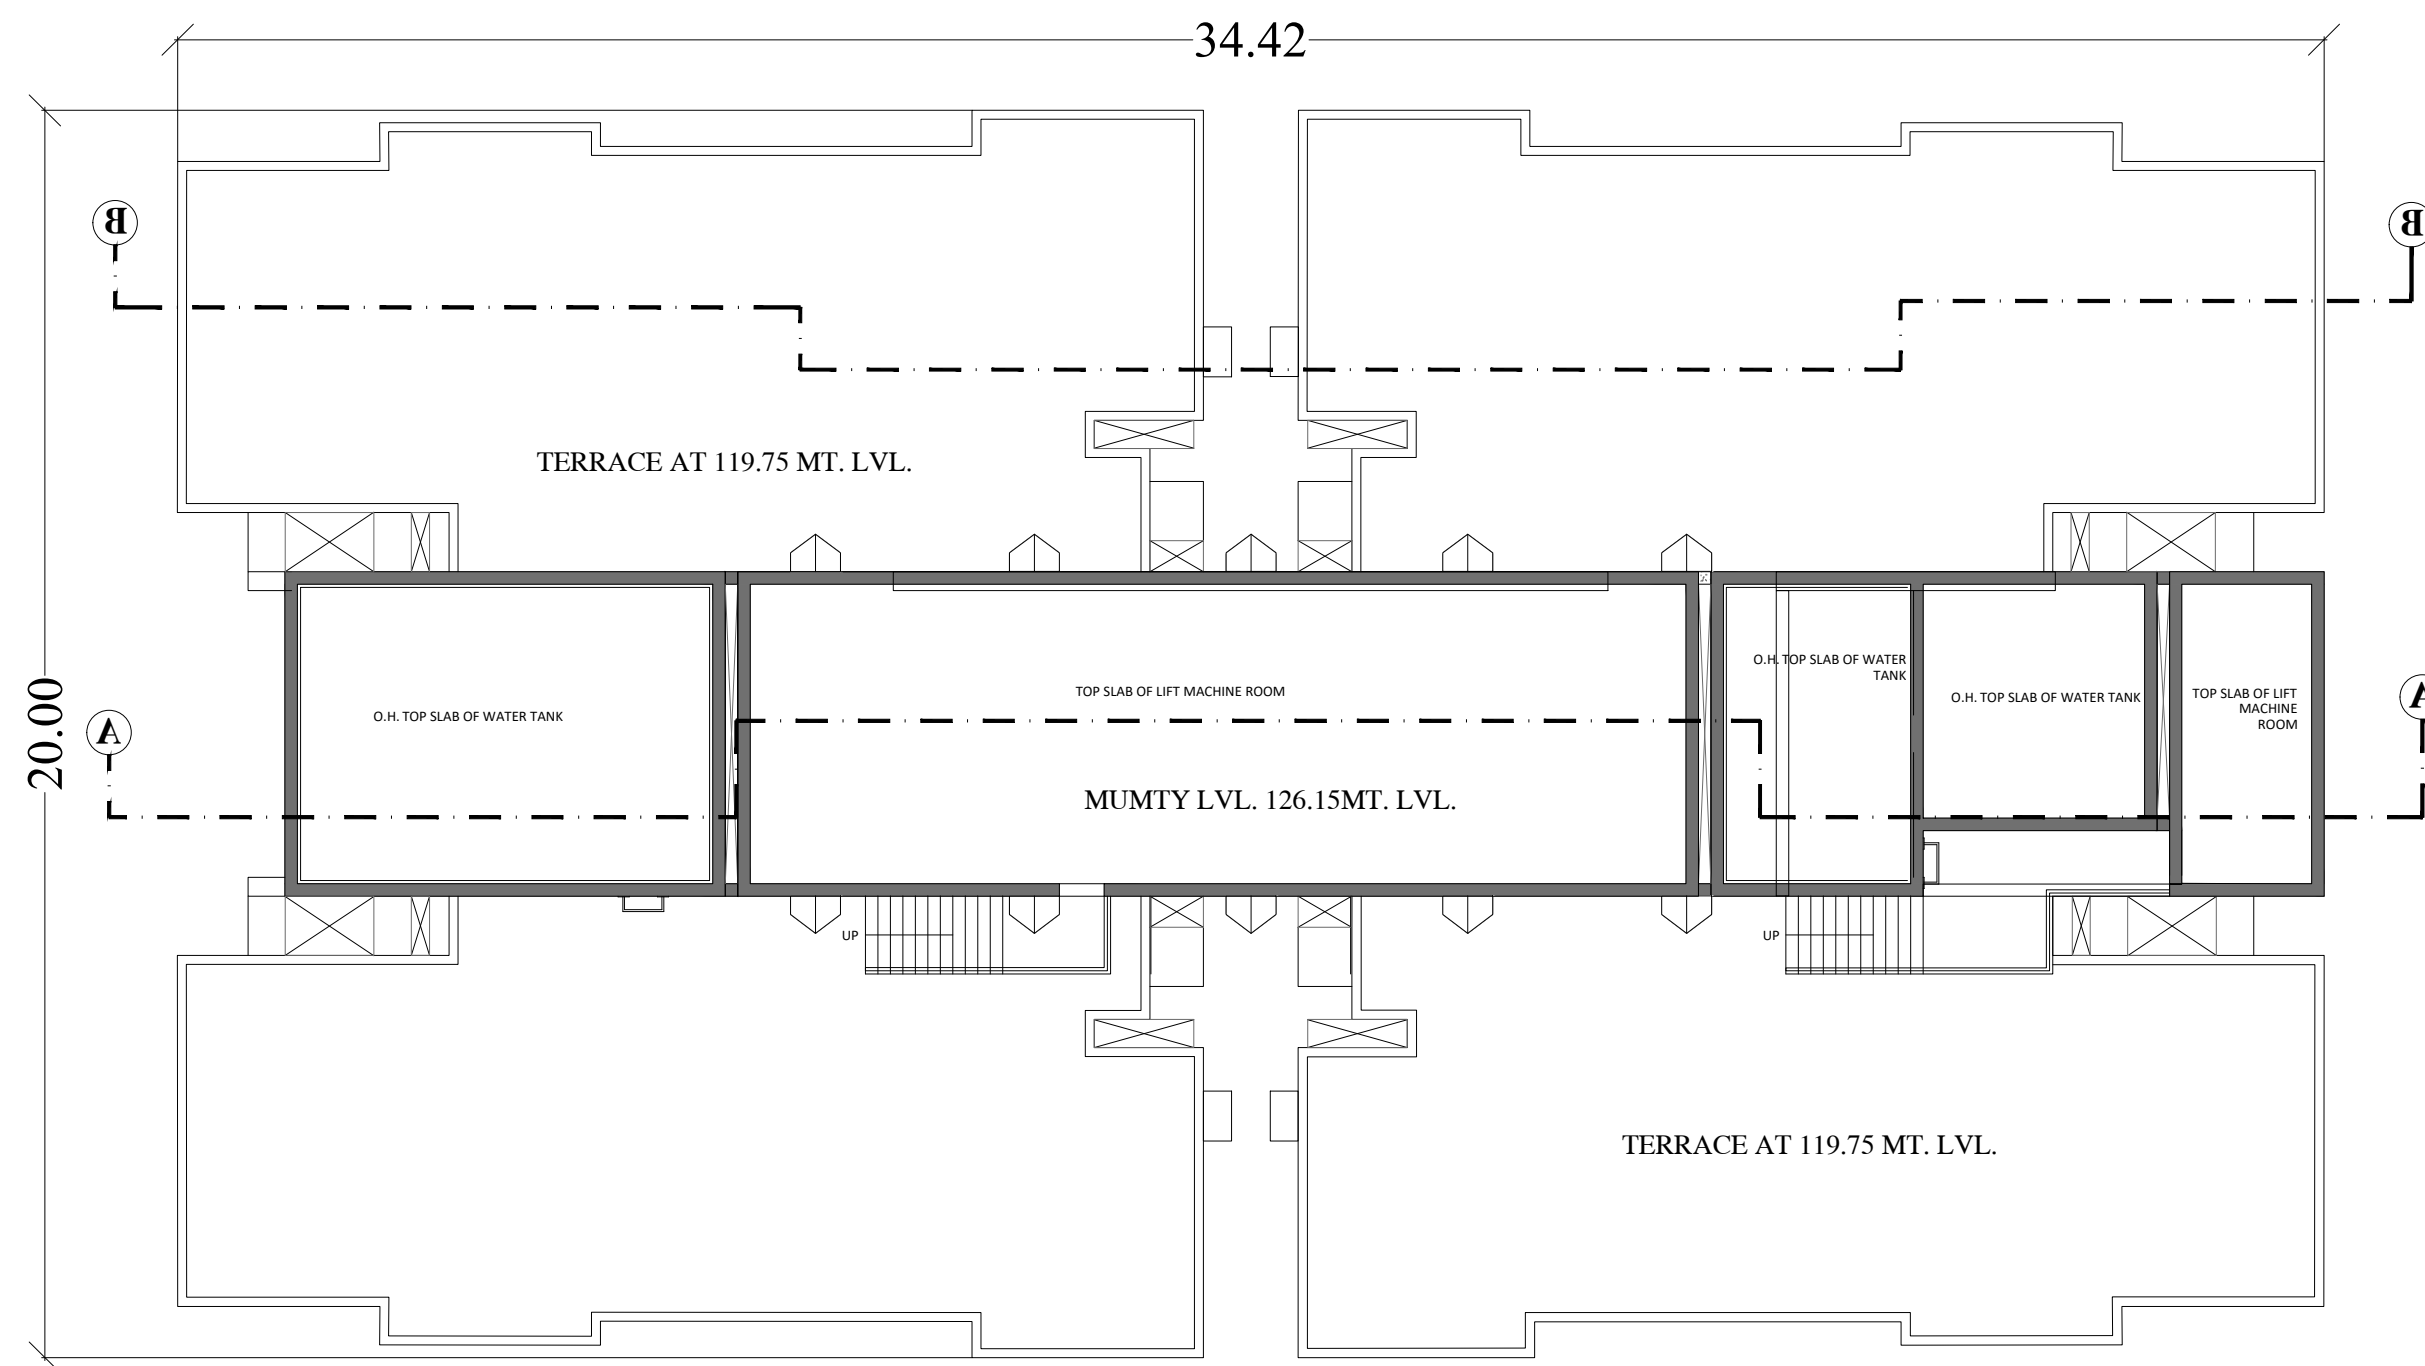 34.42
B
B
TERRACE AT 119.75 MT. LVL.
20.00
O.H. TOP SLAB OF WATER
TANK
TOP SLAB OF LIFT MACHINE ROOM
O.H. TOP SLAB OF WATER TANK
TOP SLAB OF LIFT
MACHINE
ROOM
O.H. TOP SLAB OF WATER TANK
A
A
MUMTY LVL. 126.15MT. LVL.
UP
UP
TERRACE AT 119.75 MT. LVL.